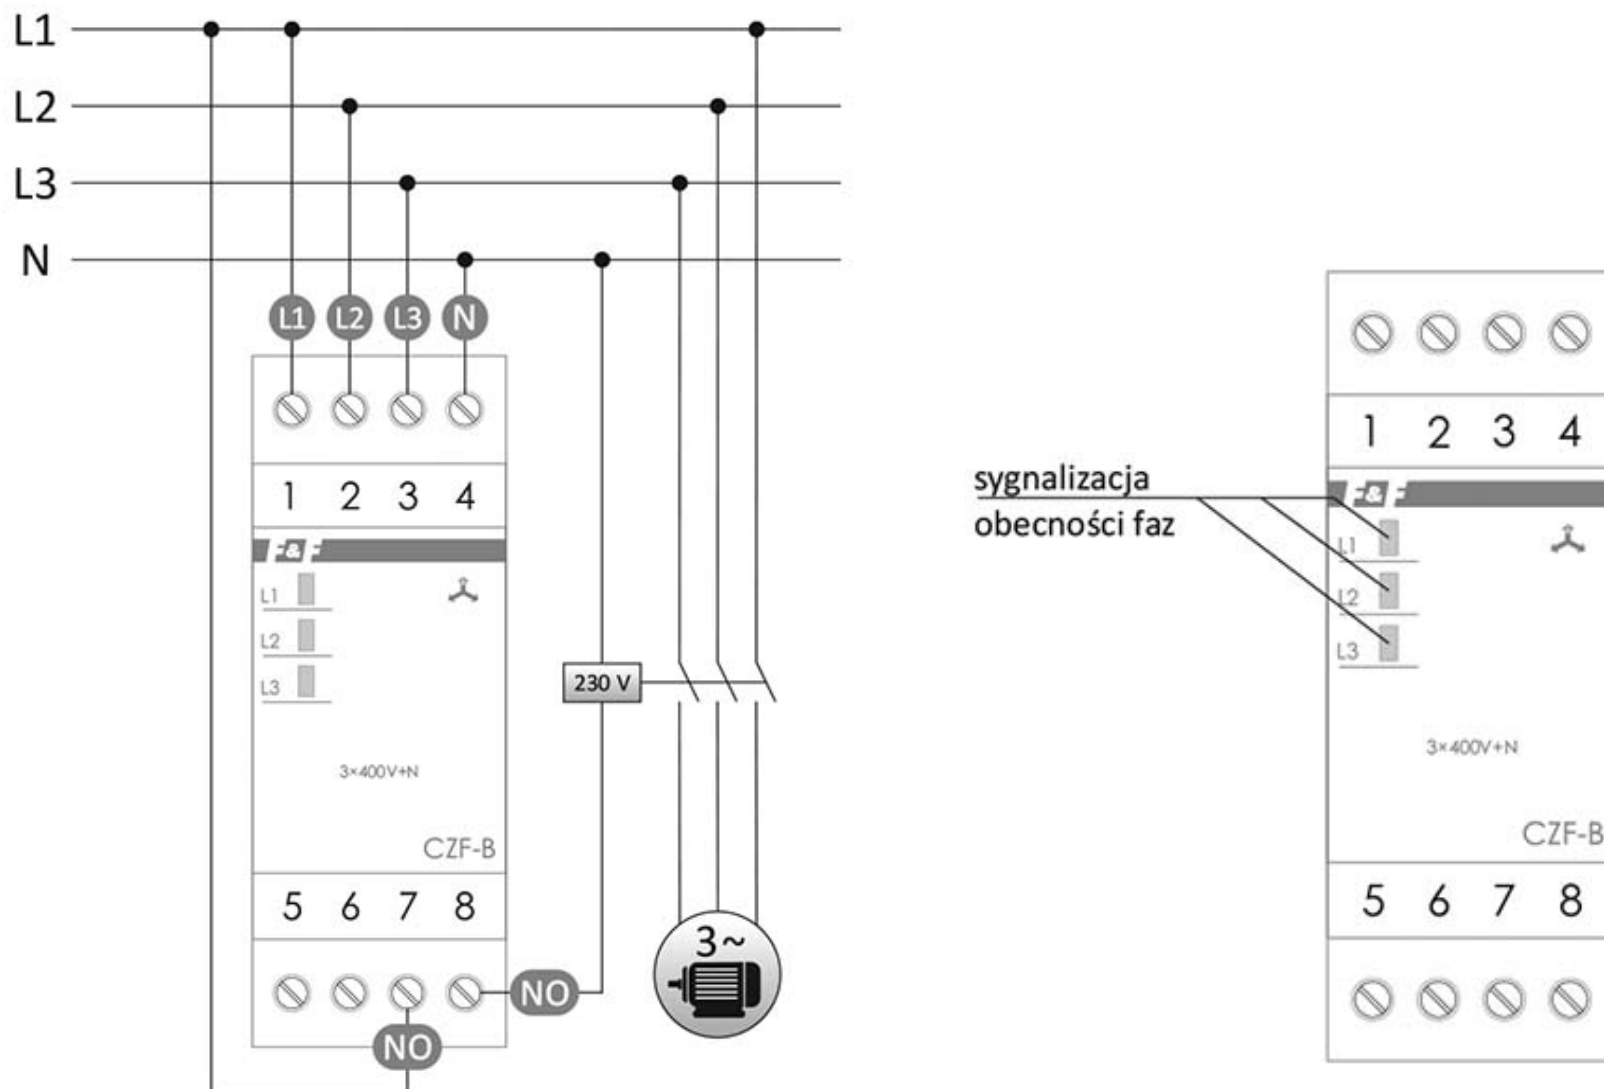 L1
L2
L3
N
L1 L2 L3 N
1 2 3 4
F&F
L1
L2
L3
3×400V+N
CZF-B
5 6 7 8
NO
NO
230 V
3~
sygnalizacja
obecności faz
1 2 3 4
F&F
L1
L2
L3
3×400V+N
CZF-B
5 6 7 8